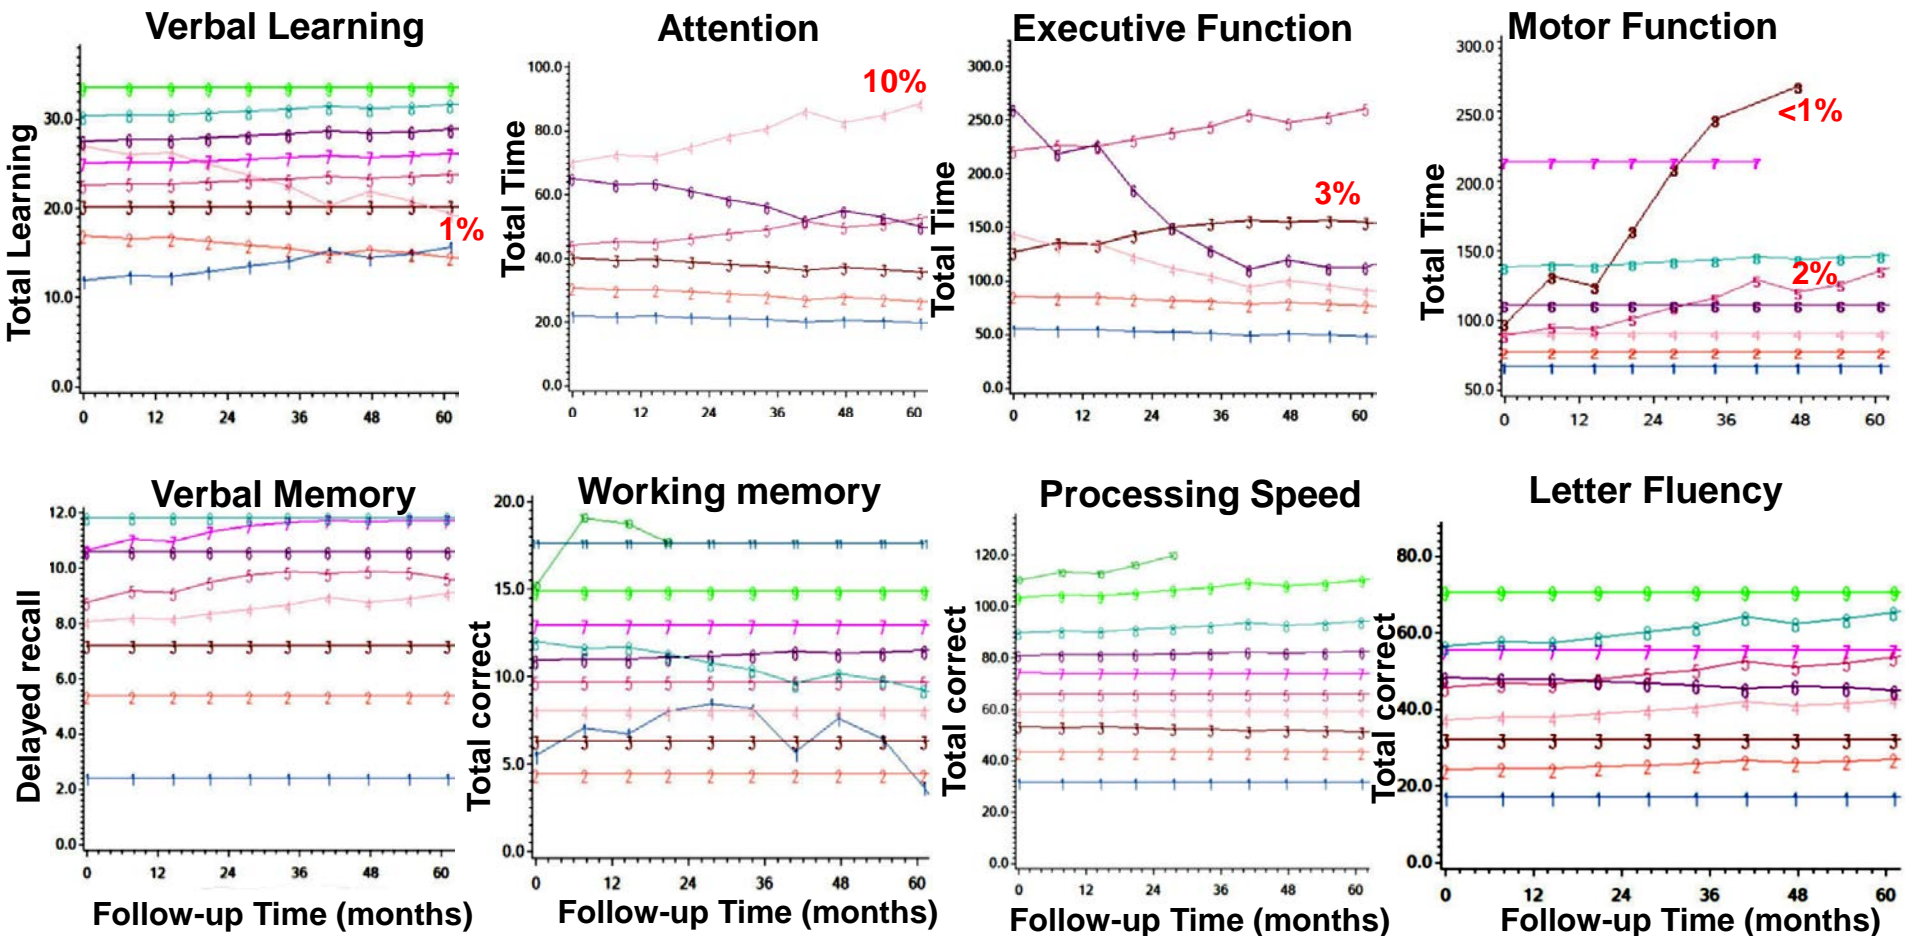 Verbal Learning
Attention
Executive Function
Motor Function
Total Learning
30.0
20.0
10.0
0.0
0 12 24 36 48 60
1%
Total Time
100.0
80.0
60.0
40.0
20.0
0.0
0 12 24 36 48 60
10%
Total Time
300.0
250.0
200.0
150.0
100.0
50.0
0.0
0 12 24 36 48 60
3%
Total Time
300.0
250.0
200.0
150.0
100.0
50.0
0 12 24 36 48 60
<1%
2%
Verbal Memory
Working memory
Processing Speed
Letter Fluency
Delayed recall
12.0
10.0
8.0
6.0
4.0
2.0
0.0
0 12 24 36 48 60
Follow-up Time (months)
Total correct
20.0
15.0
10.0
5.0
0.0
0 12 24 36 48 60
Follow-up Time (months)
Total correct
120.0
100.0
80.0
60.0
40.0
20.0
0.0
0 12 24 36 48 60
Follow-up Time (months)
Total correct
80.0
60.0
40.0
20.0
0.0
0 12 24 36 48 60
Follow-up Time (months)